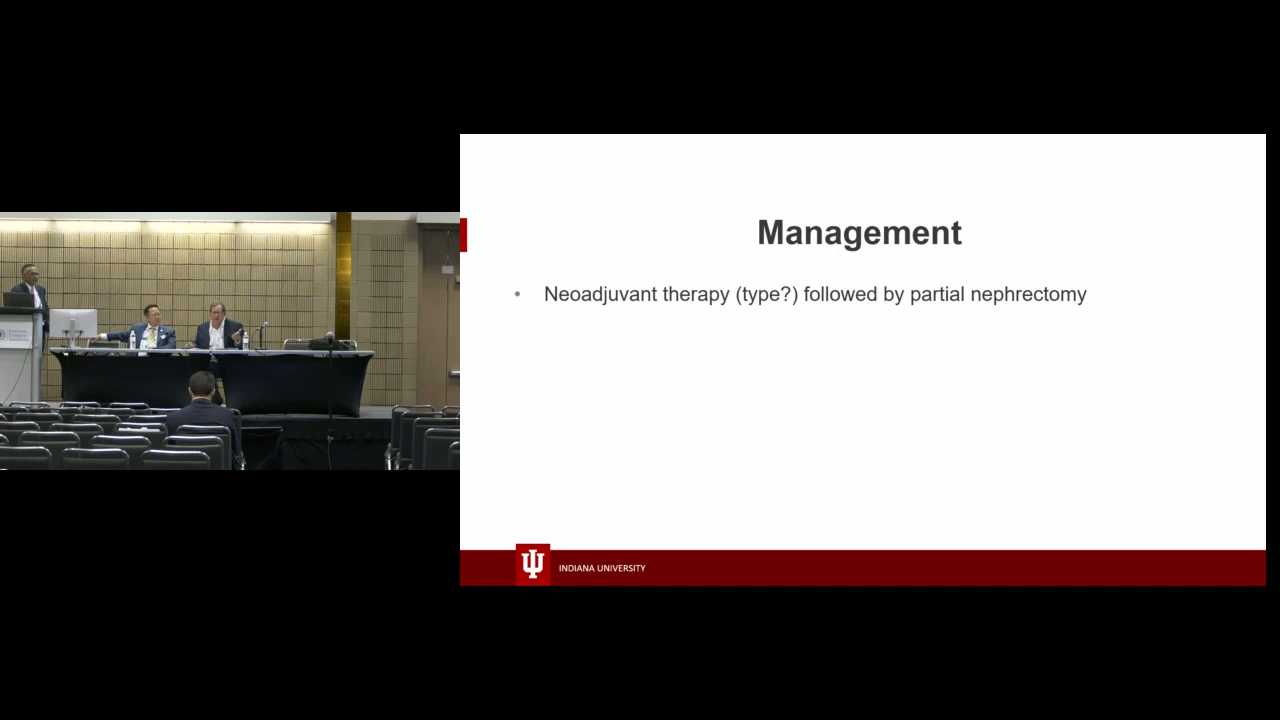 Management
• Neoadjuvant therapy (type?) followed by partial nephrectomy
INDIANA UNIVERSITY